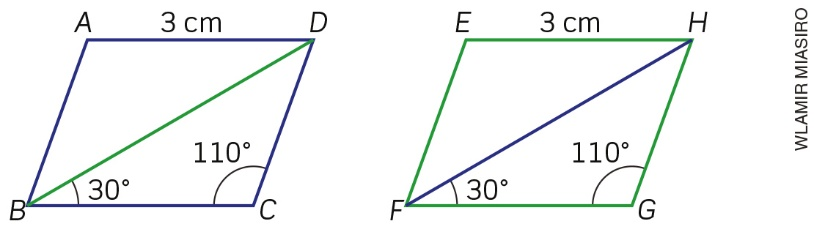 A 3 cm D
110°
30°
B C
E 3 cm H
110°
30°
F G
WLAMIR MIASIRO